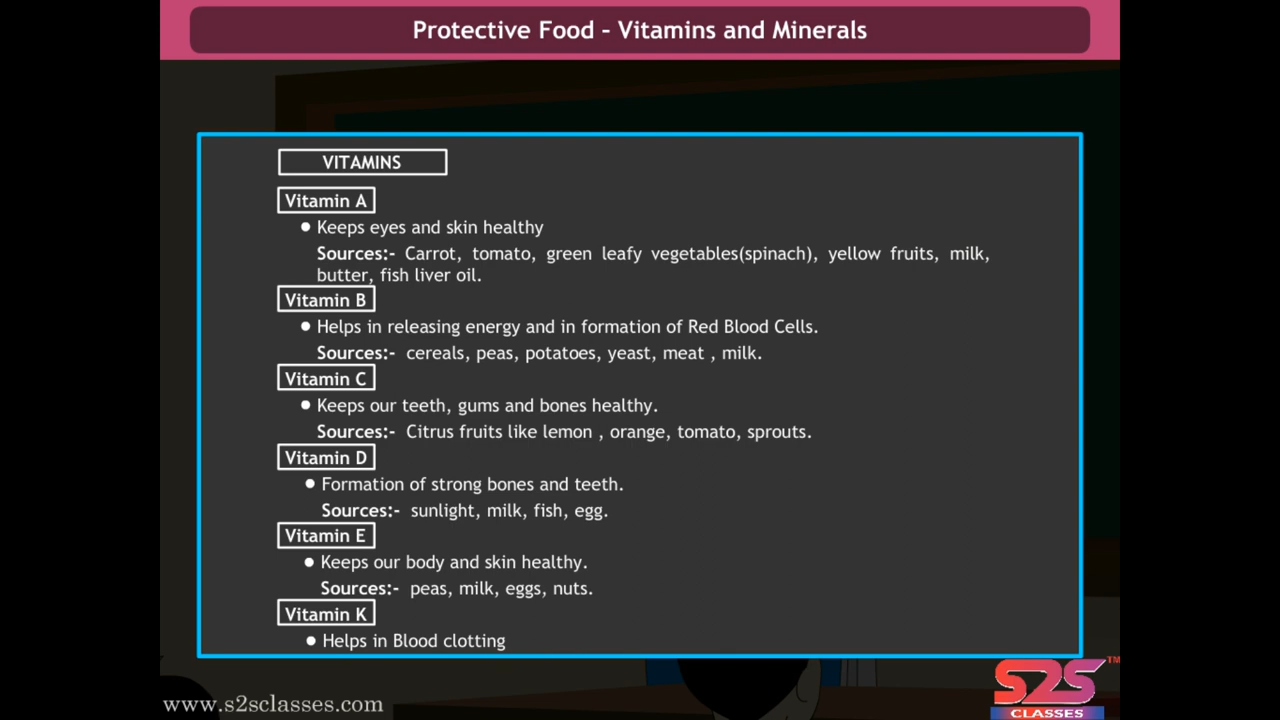 Protective Food - Vitamins and Minerals
VITAMINS
Vitamin A
● Keeps eyes and skin healthy
Sources:- Carrot, tomato, green leafy vegetables(spinach), yellow fruits, milk,
butter, fish liver oil.
Vitamin B
● Helps in releasing energy and in formation of Red Blood Cells.
Sources:- cereals, peas, potatoes, yeast, meat , milk.
Vitamin C
● Keeps our teeth, gums and bones healthy.
Sources:- Citrus fruits like lemon , orange, tomato, sprouts.
Vitamin D
● Formation of strong bones and teeth.
Sources:- sunlight, milk, fish, egg.
Vitamin E
● Keeps our body and skin healthy.
Sources:- peas, milk, eggs, nuts.
Vitamin K
● Helps in Blood clotting
S2S TM
CLASSES
www.s2sclasses.com